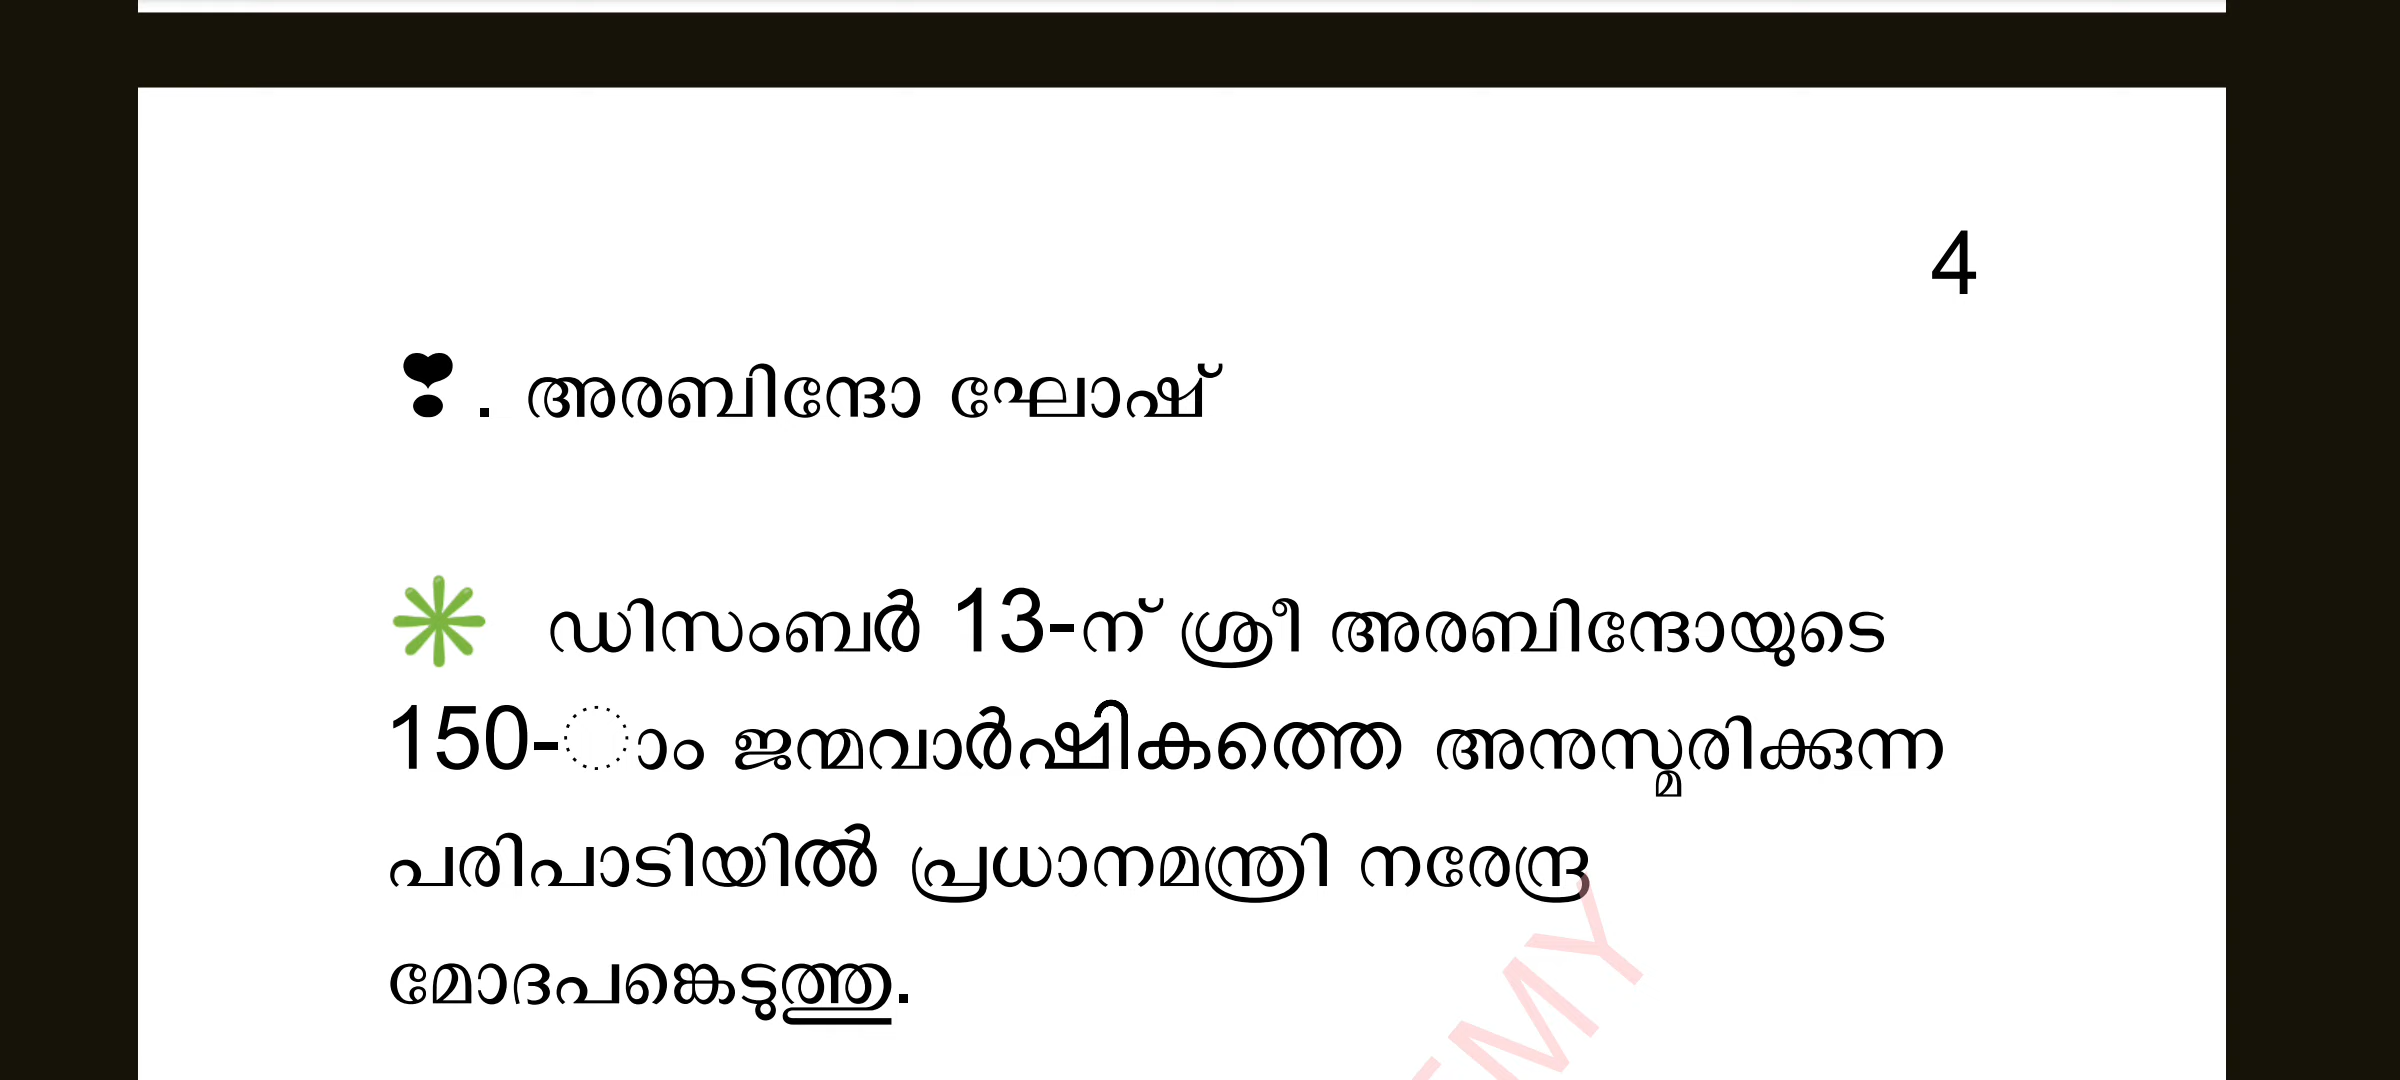 4
❣. അരബിന്ദോ ഘോഷ്
✳ ഡിസംബർ 13-ന് ശ്രീ അരബിന്ദോയുടെ
150-ാം ജന്മവാർഷികത്തെ അനുസ്മരിക്കുന്ന
പരിപാടിയിൽ പ്രധാനമന്ത്രി നരേന്ദ്ര
മോദപങ്കെടുത്തു.